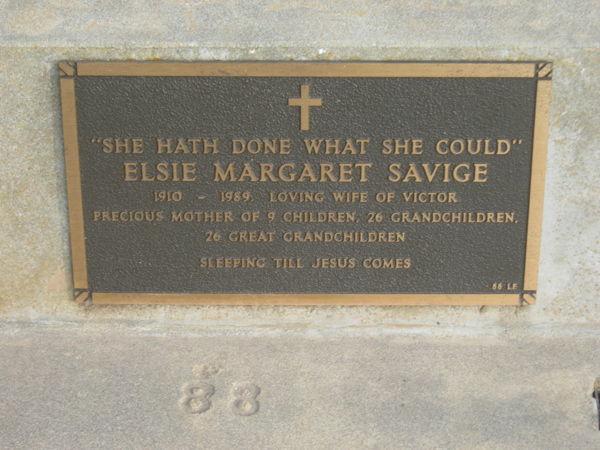 "SHE HATH DONE WHAT SHE COULD"
ELSIE MARGARET SAVIGE
1910 - 1989. LOVING WIFE OF VICTOR
PRECIOUS MOTHER OF 9 CHILDREN, 26 GRANDCHILDREN,
26 GREAT GRANDCHILDREN
SLEEPING TILL JESUS COMES
88 LE
88